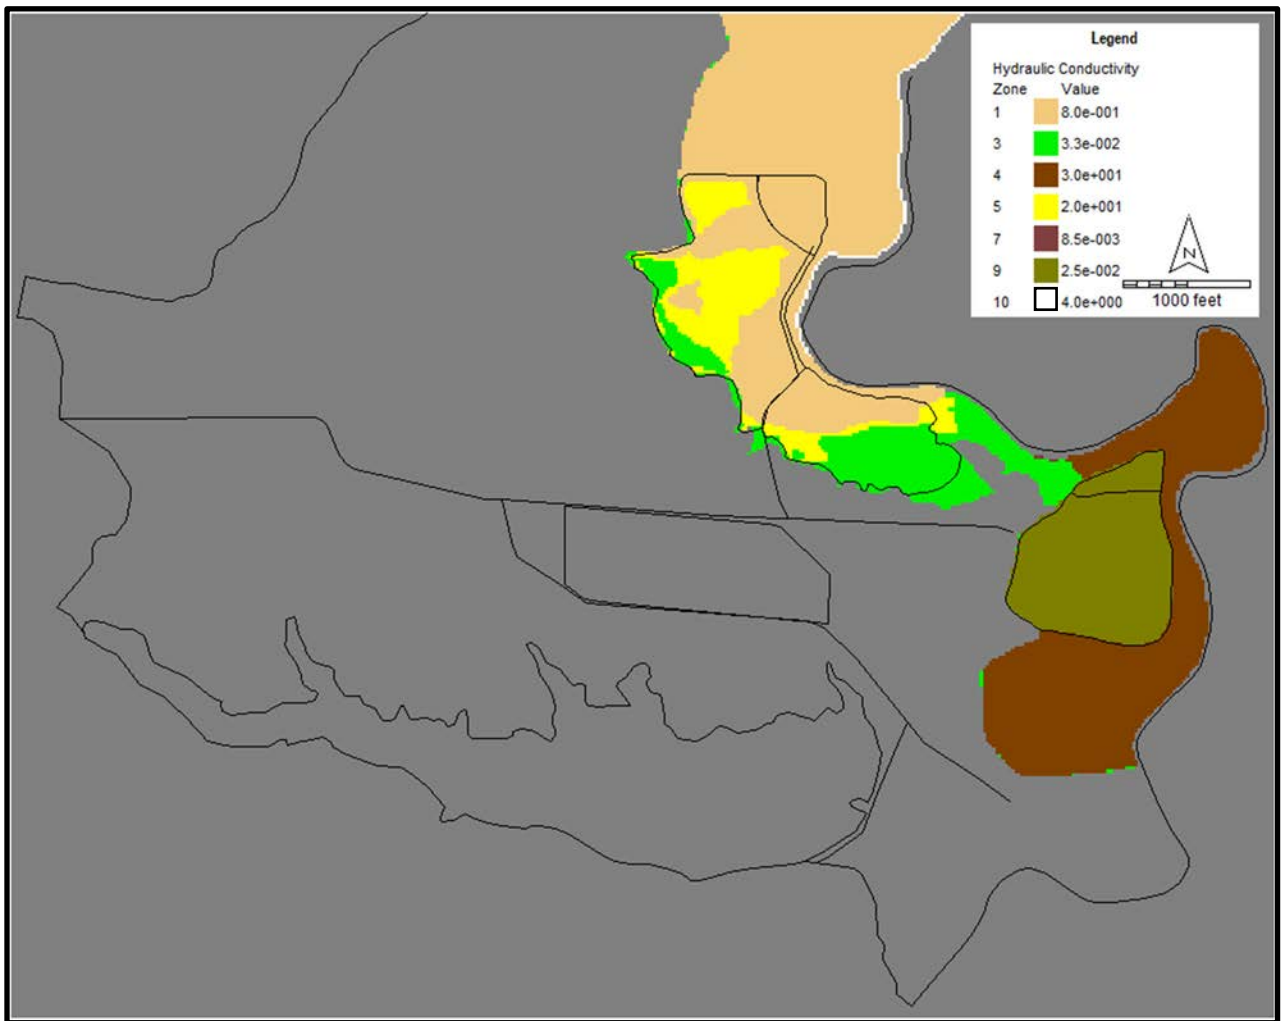 Legend
Hydraulic Conductivity
Zone Value
1 8.0e-001
3 3.3e-002
4 3.0e+001
5 2.0e+001
7 8.5e-003
9 2.5e-002
10 4.0e+000
N
1000 feet